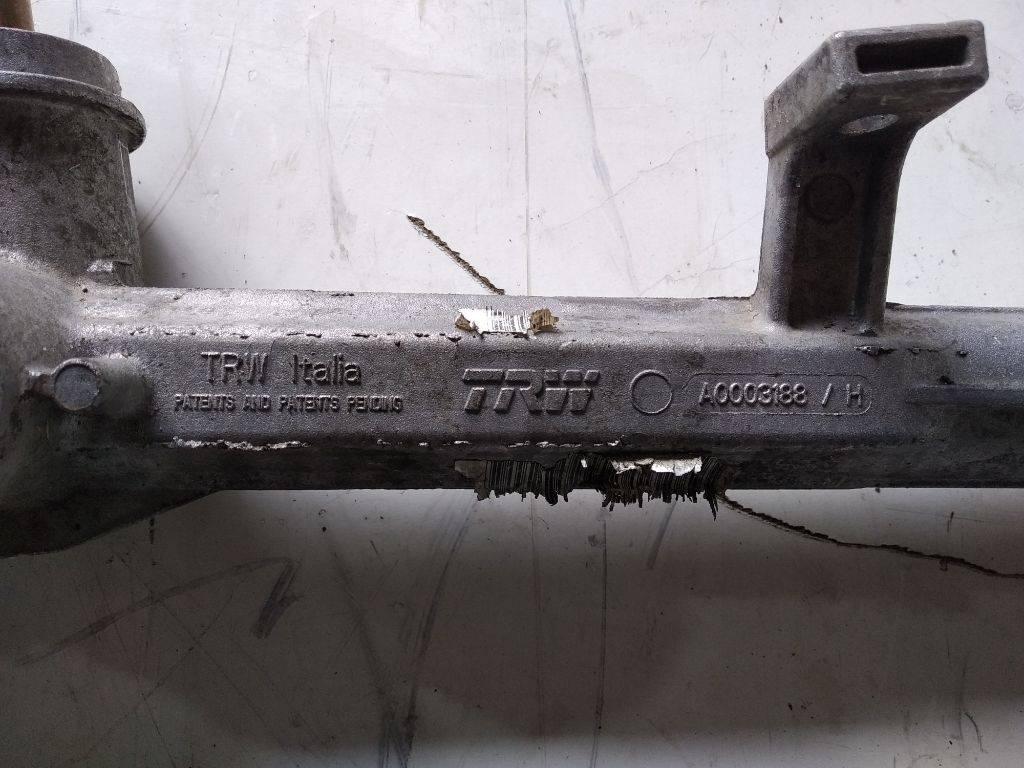 TRW Italia
PATENTS AND PATENTS PENDING
TRW
A0003188 / H